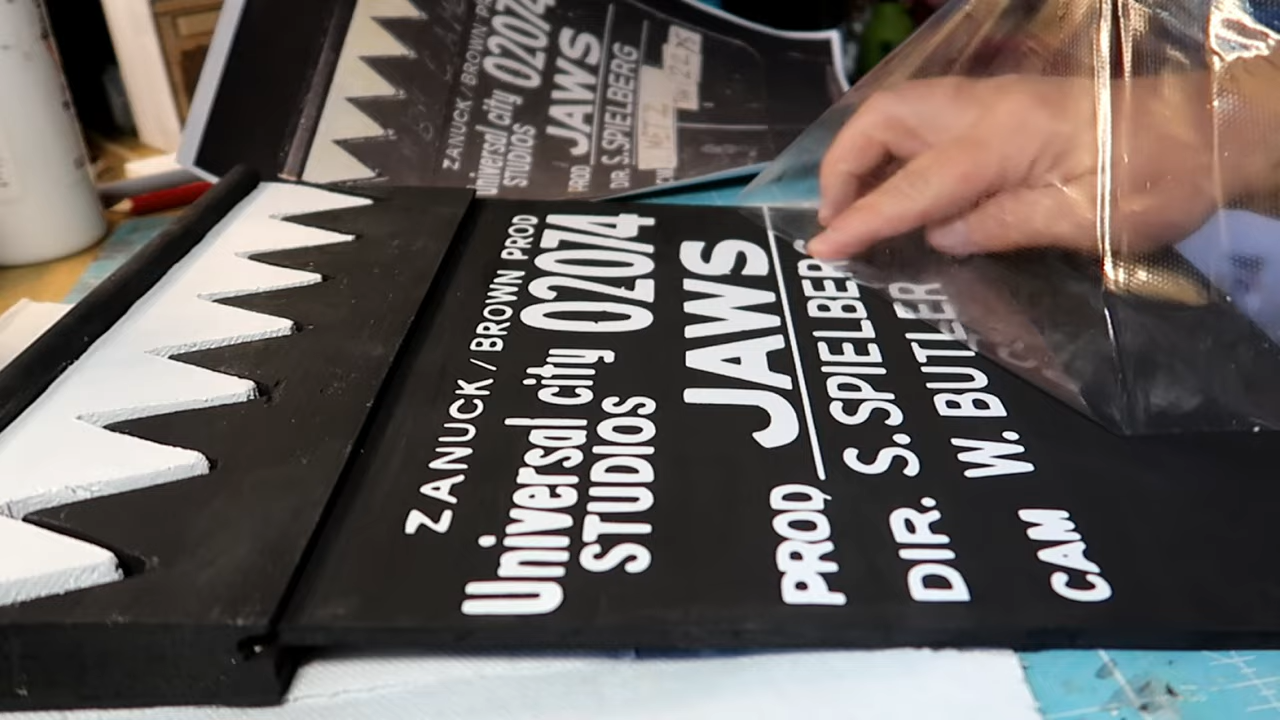 ZANUCK / BROWN PROD
Universal city 02074
STUDIOS
PROD JAWS
DIR. S.SPIELBERG
CAM W. BUTLER
ZANUCK / BROWN
Universal city 02074
STUDIOS
PROD JAWS
DIR. S.SPIELBERG